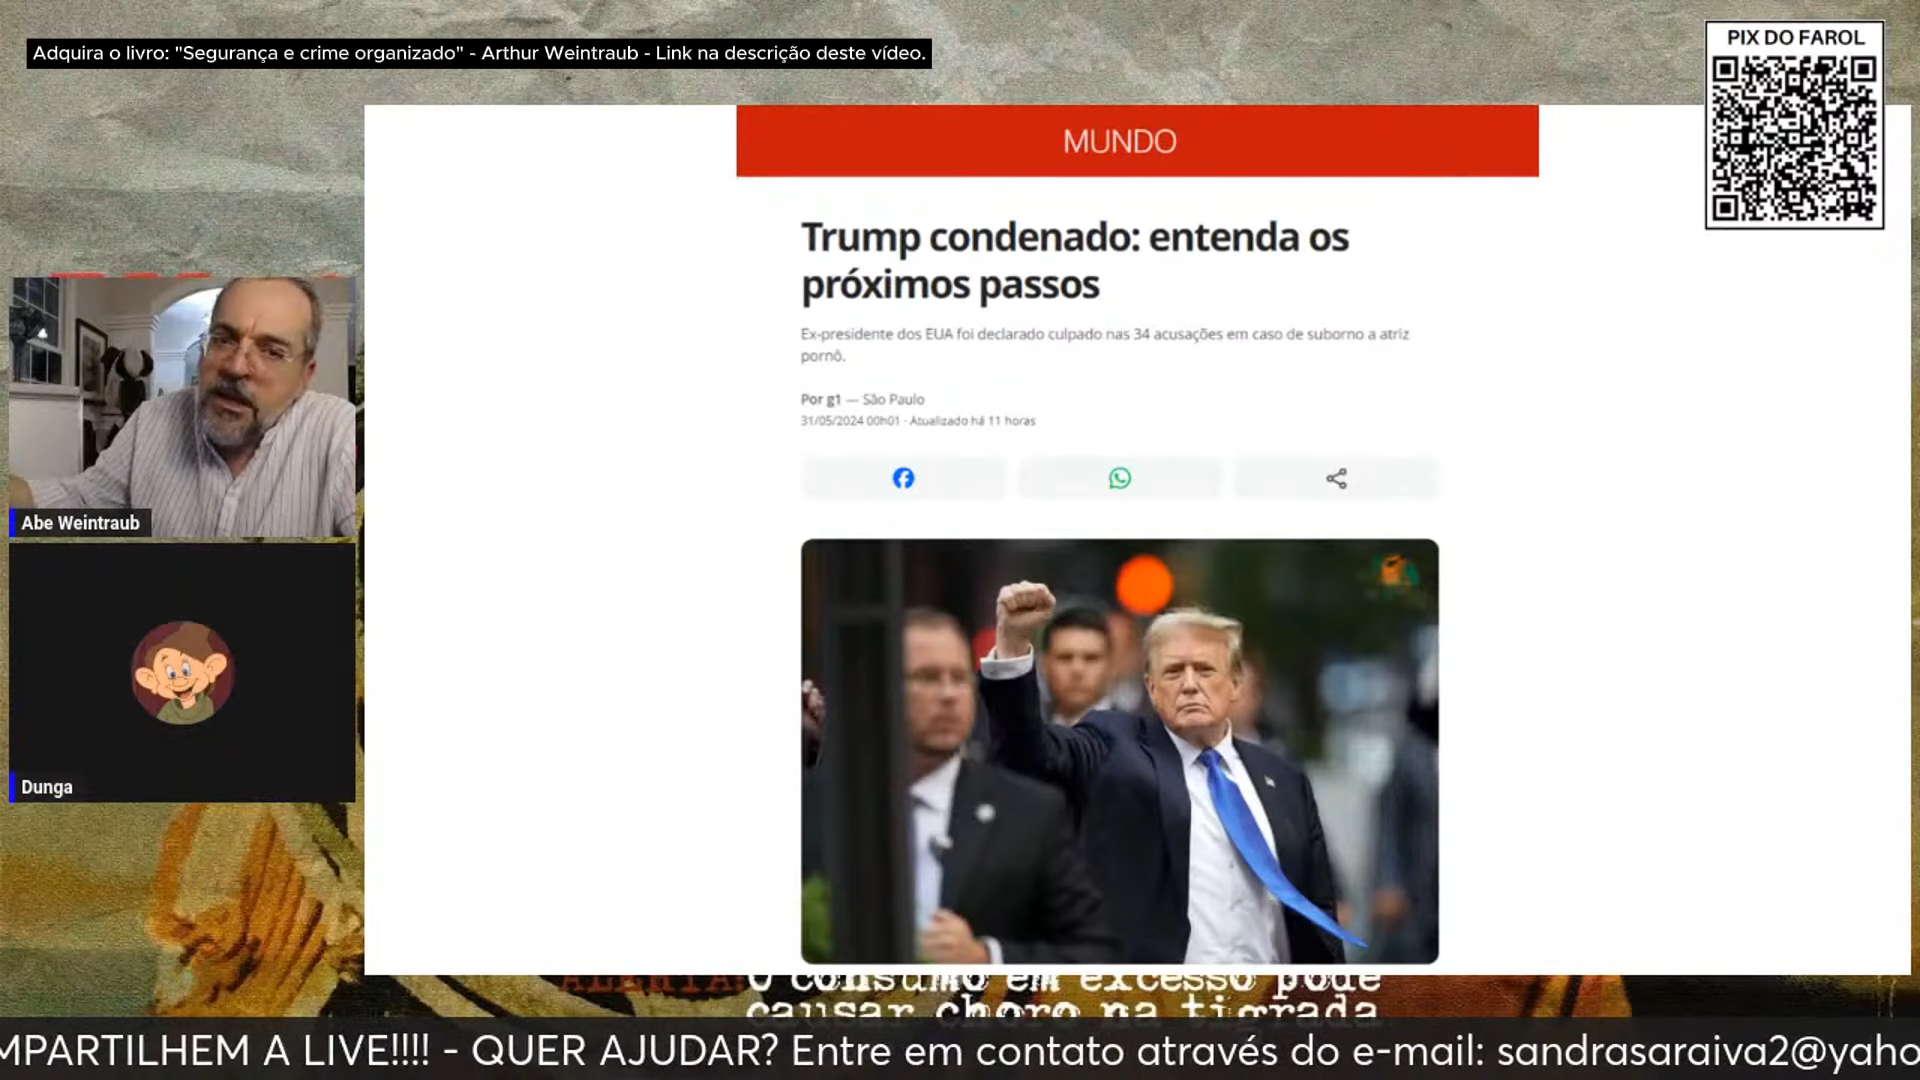 Adquira o livro: "Segurança e crime organizado" - Arthur Weintraub - Link na descrição deste vídeo.
PIX DO FAROL
MUNDO
Trump condenado: entenda os
próximos passos
Ex-presidente dos EUA foi declarado culpado nas 34 acusações em caso de suborno a atriz
pornô.
Por g1 — São Paulo
31/05/2024 00h01 · Atualizado há 11 horas
Abe Weintraub
Dunga
ALERTA: O consumo em excesso pode
causar choro na tigrada
MPARTILHEM A LIVE!!!! - QUER AJUDAR? Entre em contato através do e-mail: sandrasaraiva2@yaho